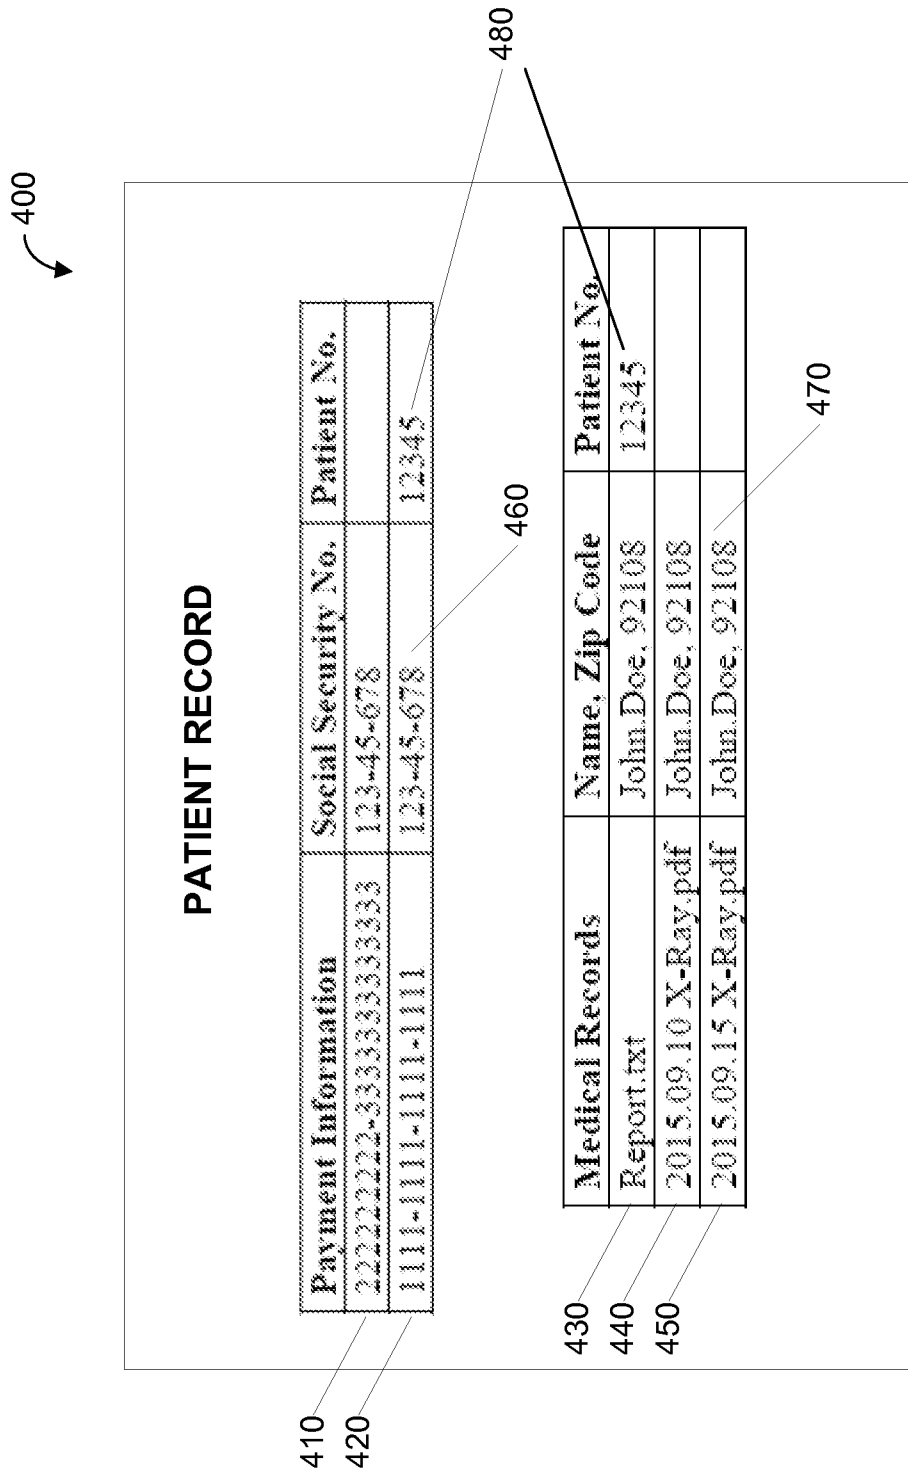 400
PATIENT RECORD
480
Payment Information Social Security No. Patient No.
410 222222222-333333333333 123-45-678
420 1111-1111-1111-1111 123-45-678 12345
460
Medical Records Name, Zip Code Patient No.
430 Report.txt John.Doe, 92108 12345
440 2015.09.10 X-Ray.pdf John.Doe, 92108
450 2015.09.15 X-Ray.pdf John.Doe, 92108
470